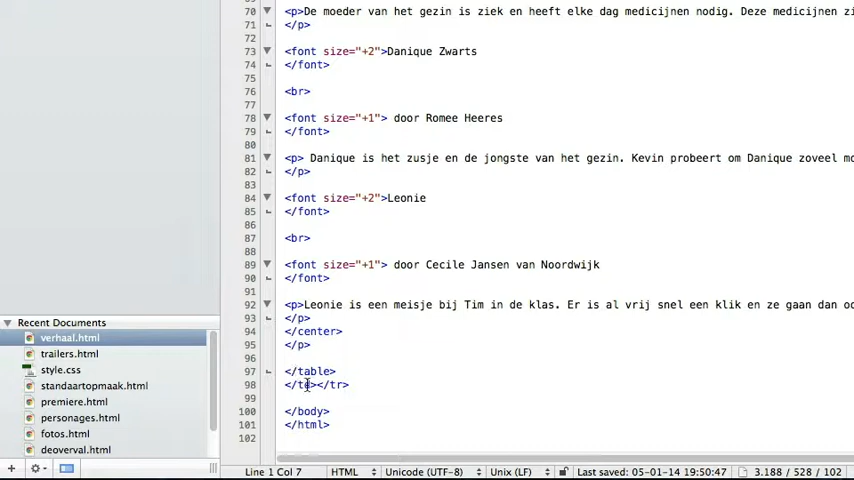 70 <p>De moeder van het gezin is ziek en heeft elke dag medicijnen nodig. Deze medicijnen zi
71 </p>
72
73 <font size="+2">Danique Zwarts
74 </font>
75
76 <br>
77
78 <font size="+1"> door Romee Heeres
79 </font>
80
81 <p> Danique is het zusje en de jongste van het gezin. Kevin probeert om Danique zoveel mo
82 </p>
83
84 <font size="+2">Leonie
85 </font>
86
87 <br>
88
89 <font size="+1"> door Cecile Jansen van Noordwijk
90 </font>
91
92 <p>Leonie is een meisje bij Tim in de klas. Er is al vrij snel een klik en ze gaan dan oo
93 </p>
94 </center>
95 </p>
96
97 </table>
98 </td></tr>
99
100 </body>
101 </html>
102
Recent Documents
verhaal.html
trailers.html
style.css
standaartopmaak.html
premiere.html
personages.html
fotos.html
deoverval.html
Line 1 Col 7 HTML Unicode (UTF-8) Unix (LF) Last saved: 05-01-14 19:50:47 3.188 / 528 / 102